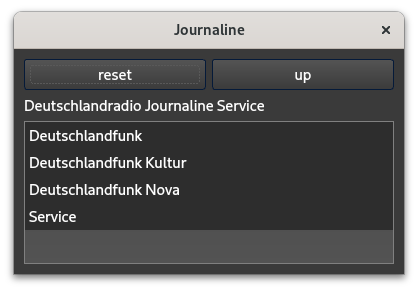 Journaline
reset
up
Deutschlandradio Journaline Service
Deutschlandfunk
Deutschlandfunk Kultur
Deutschlandfunk Nova
Service